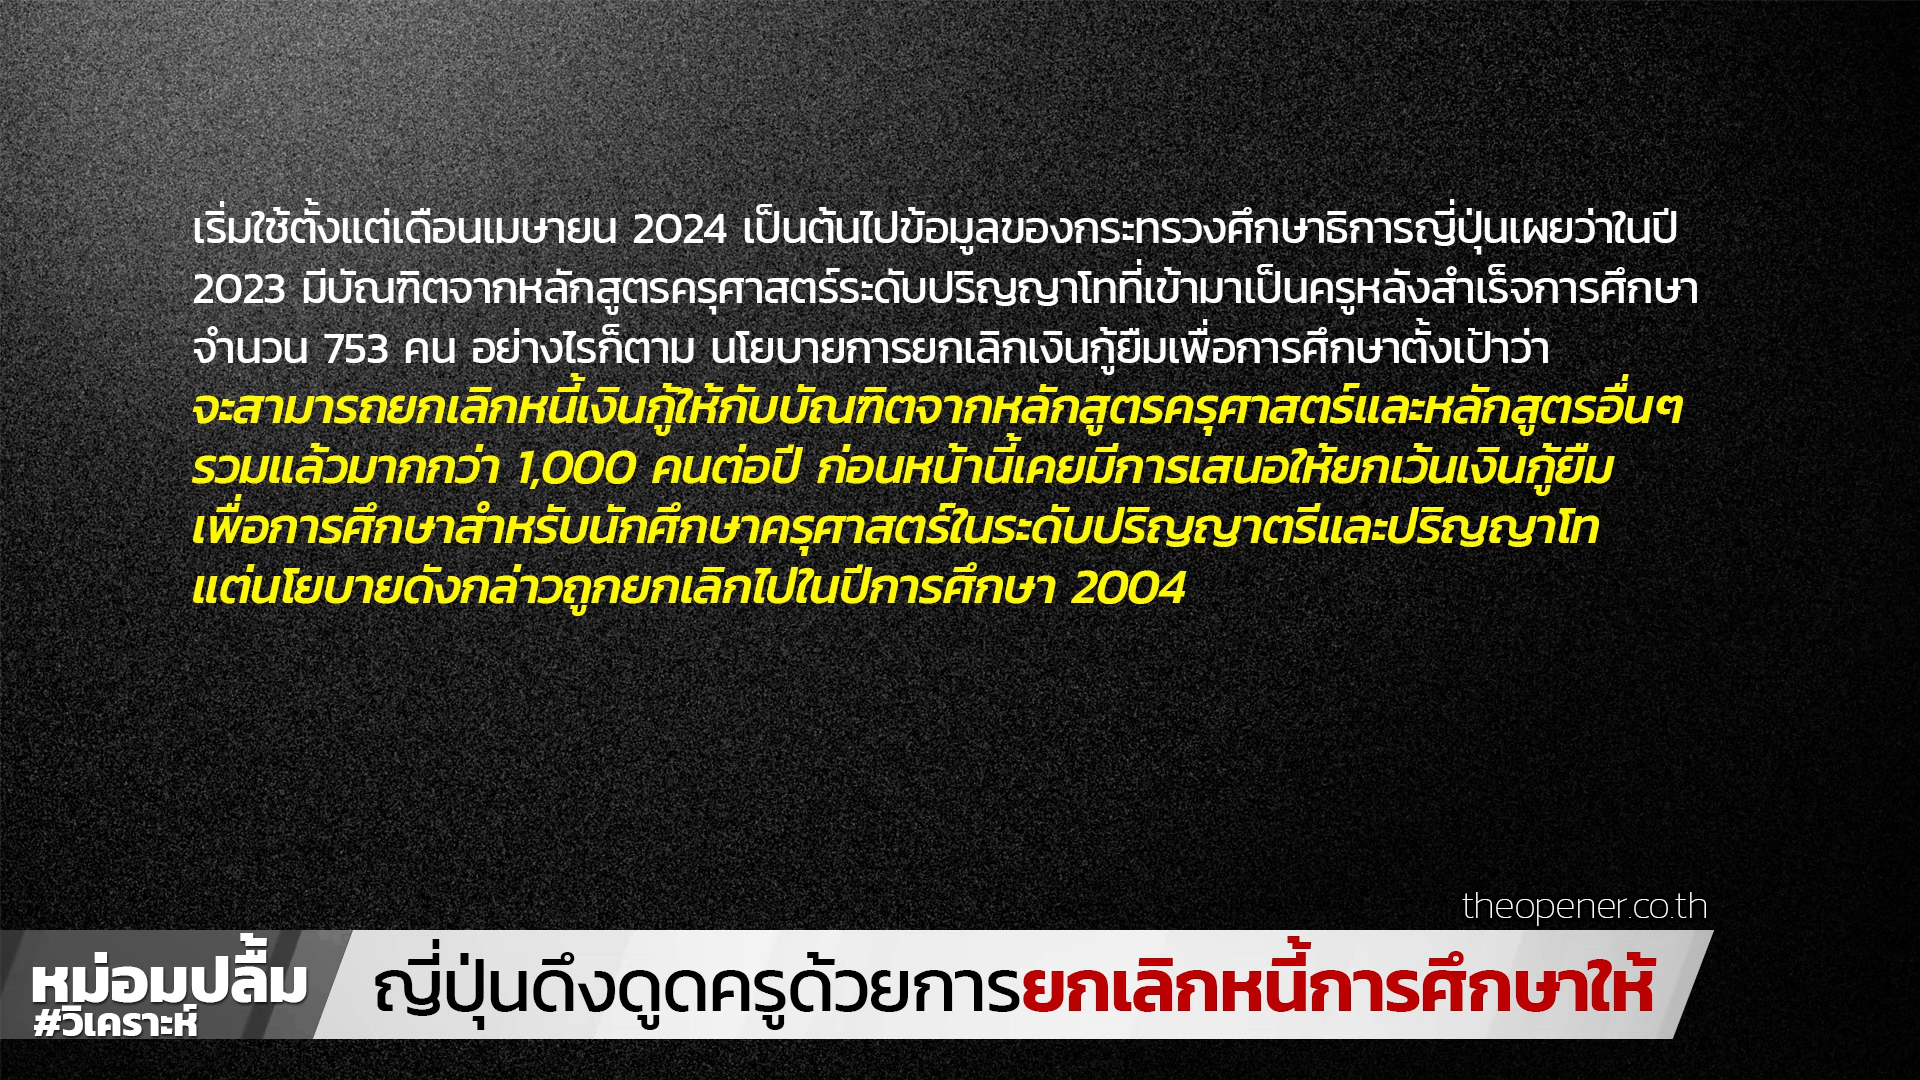 เริ่มใช้ตั้งแต่เดือนเมษายน 2024 เป็นต้นไปข้อมูลของกระทรวงศึกษาธิการญี่ปุ่นเผยว่าในปี
2023 มีบัณฑิตจากหลักสูตรครุศาสตร์ระดับปริญญาโทที่เข้ามาเป็นครูหลังสำเร็จการศึกษา
จำนวน 753 คน อย่างไรก็ตาม นโยบายการยกเลิกเงินกู้ยืมเพื่อการศึกษาตั้งเป้าว่า
จะสามารถยกเลิกหนี้เงินกู้ให้กับบัณฑิตจากหลักสูตรครุศาสตร์และหลักสูตรอื่นๆ
รวมแล้วมากกว่า 1,000 คนต่อปี ก่อนหน้านี้เคยมีการเสนอให้ยกเว้นเงินกู้ยืม
เพื่อการศึกษาสำหรับนักศึกษาครุศาสตร์ในระดับปริญญาตรีและปริญญาโท
แต่นโยบายดังกล่าวถูกยกเลิกไปในปีการศึกษา 2004
theopener.co.th
หม่อมปลื้ม
#วิเคราะห์
ญี่ปุ่นดึงดูดครูด้วยการยกเลิกหนี้การศึกษาให้